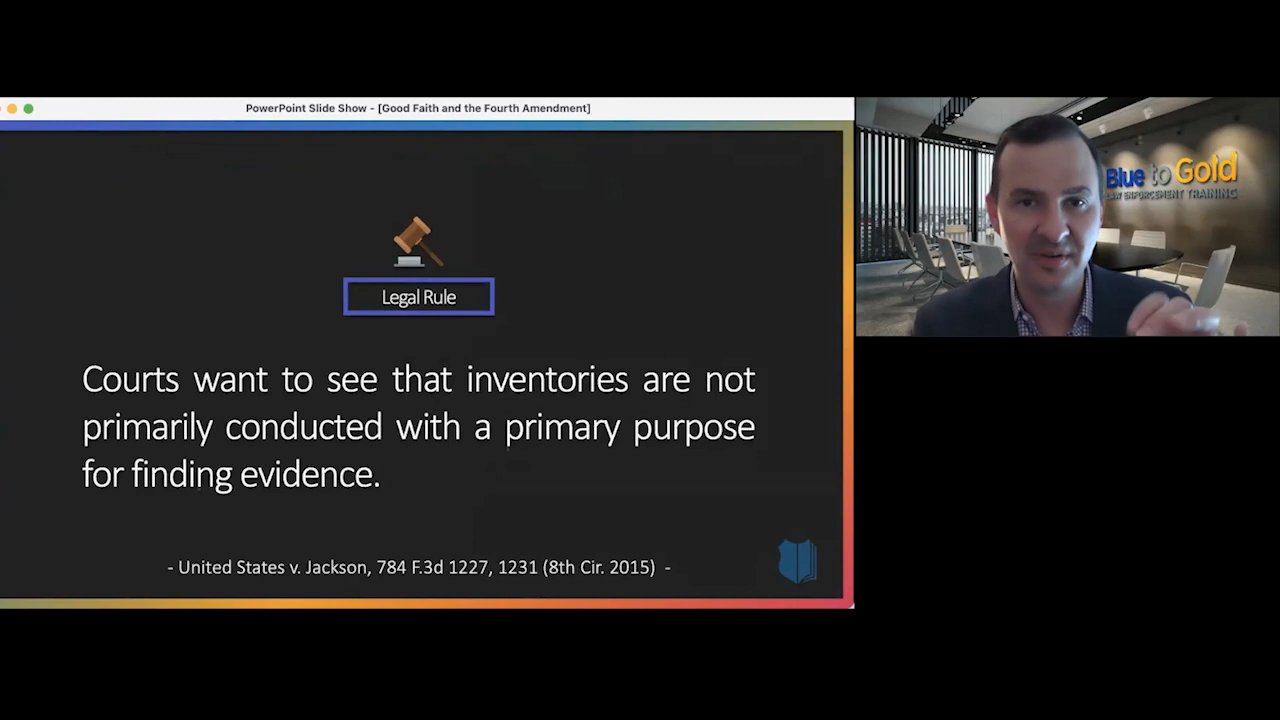 PowerPoint Slide Show - [Good Faith and the Fourth Amendment]
Legal Rule
Courts want to see that inventories are not
primarily conducted with a primary purpose
for finding evidence.
- United States v. Jackson, 784 F.3d 1227, 1231 (8th Cir. 2015) -
Blue to Gold
LAW ENFORCEMENT TRAINING